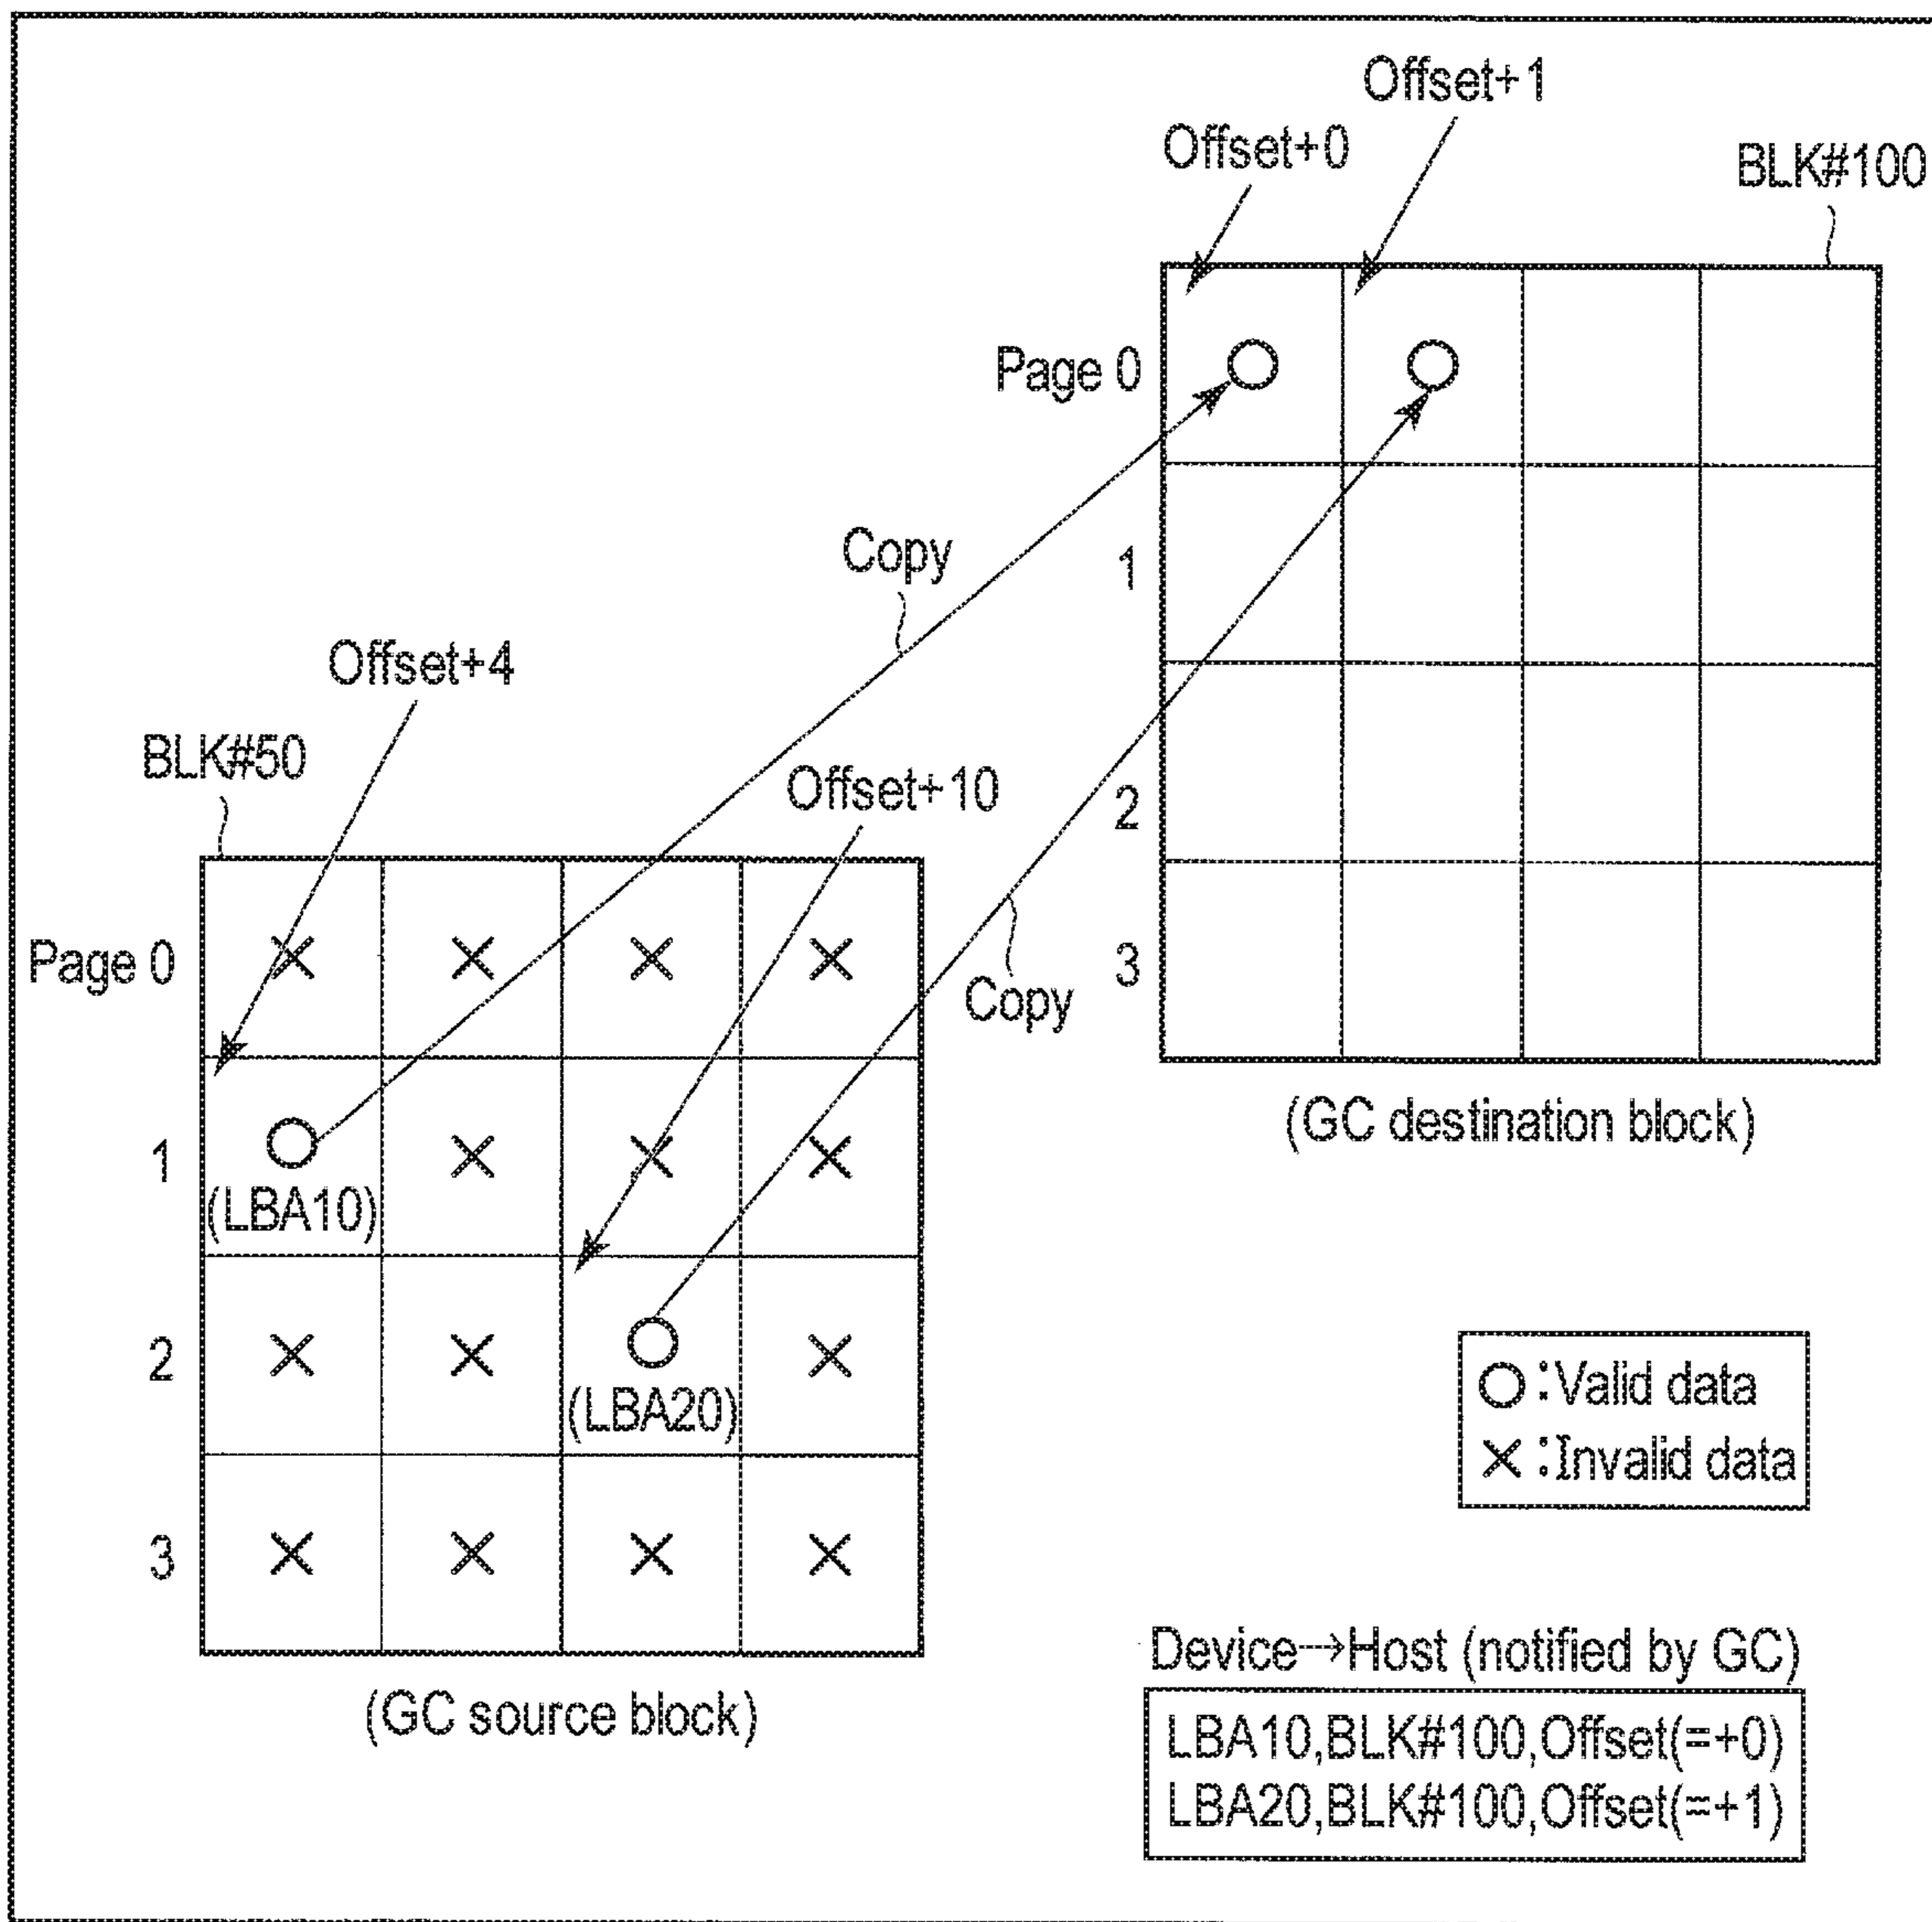 Offset+1
Offset+0
BLK#100
Page 0
1
2
3
(GC destination block)
Copy
Copy
Offset+4
BLK#50
Offset+10
Page 0
1
(LBA10)
2
(LBA20)
3
(GC source block)
○:Valid data
×:Invalid data
Device→Host (notified by GC)
LBA10,BLK#100,Offset(=+0)
LBA20,BLK#100,Offset(=+1)